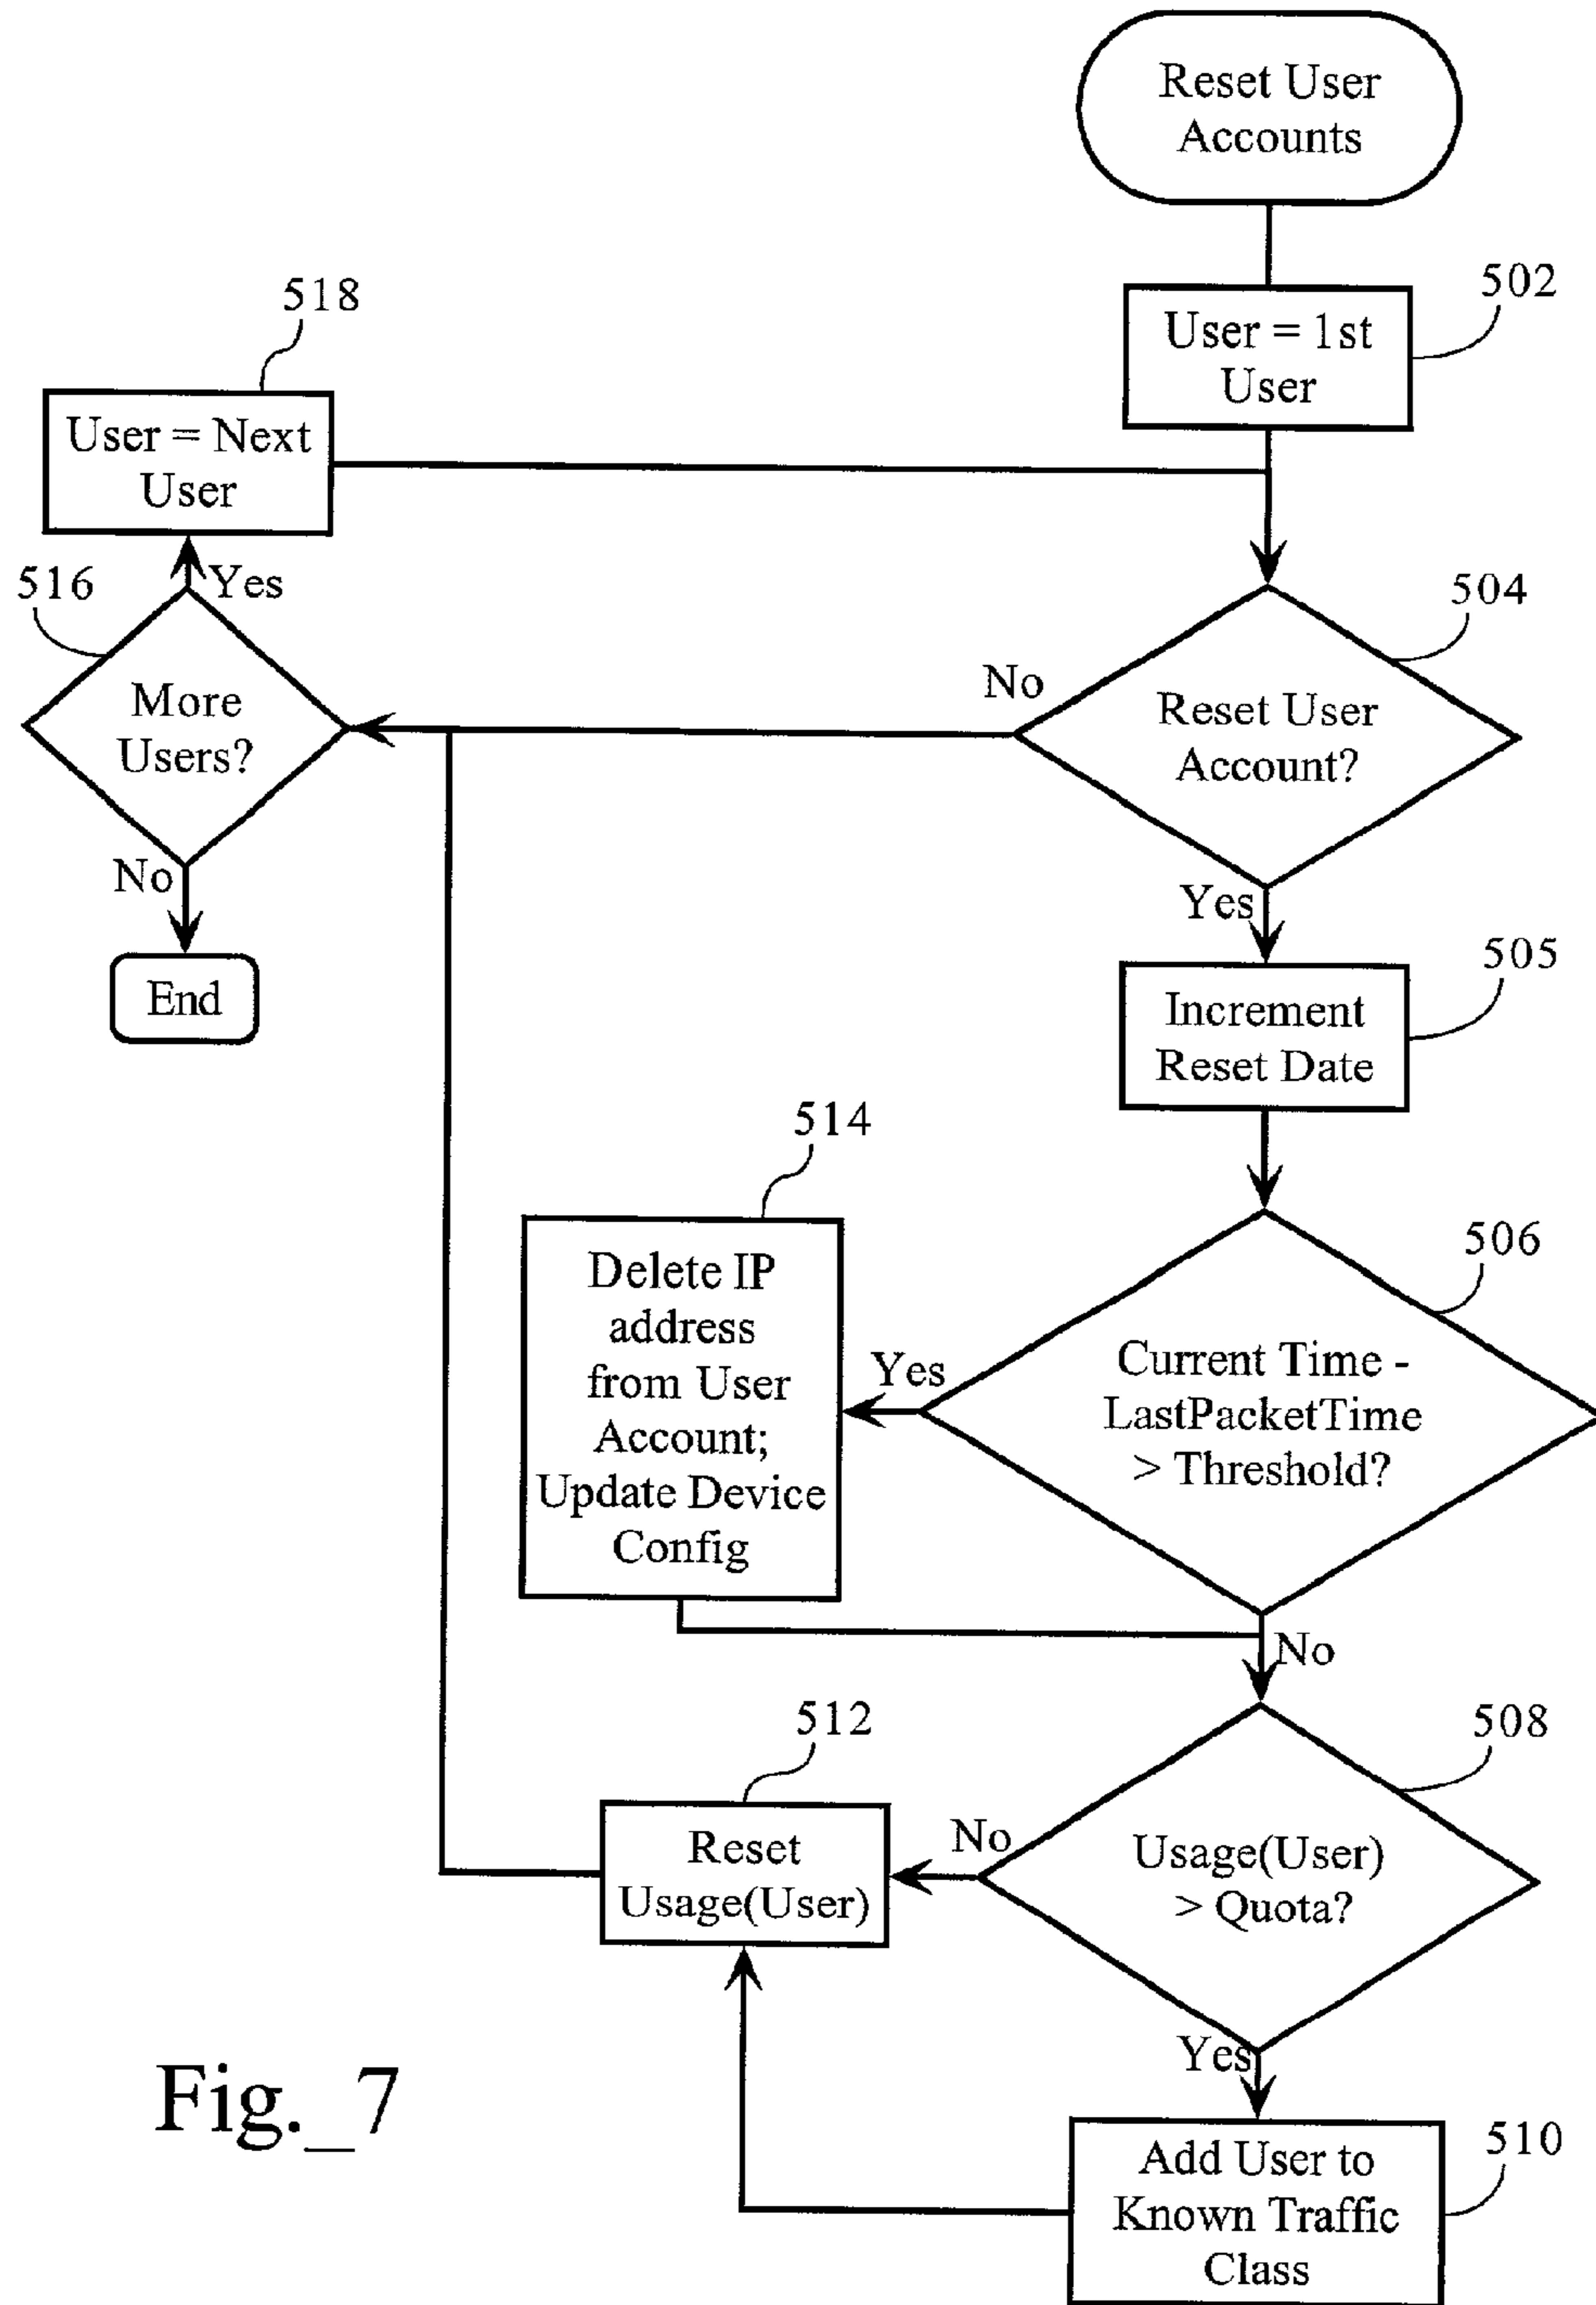 Reset User
Accounts
502
User = 1st
User
518
User = Next
User
516
Yes
More
Users?
No
End
504
No
Reset User
Account?
Yes
505
Increment
Reset Date
514
Delete IP
address
from User
Account;
Update Device
Config
506
Yes
Current Time -
LastPacketTime
> Threshold?
No
512
Reset
Usage(User)
508
No
Usage(User)
> Quota?
Yes
510
Add User to
Known Traffic
Class
Fig._7